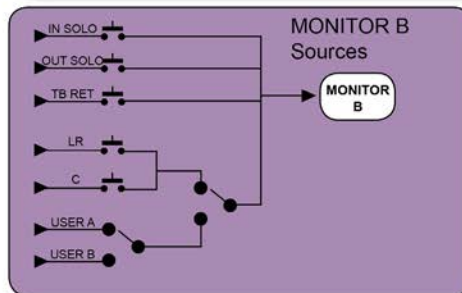 MONITOR B
Sources
IN SOLO
OUT SOLO
TB RET
MONITOR
B
LR
C
USER A
USER B